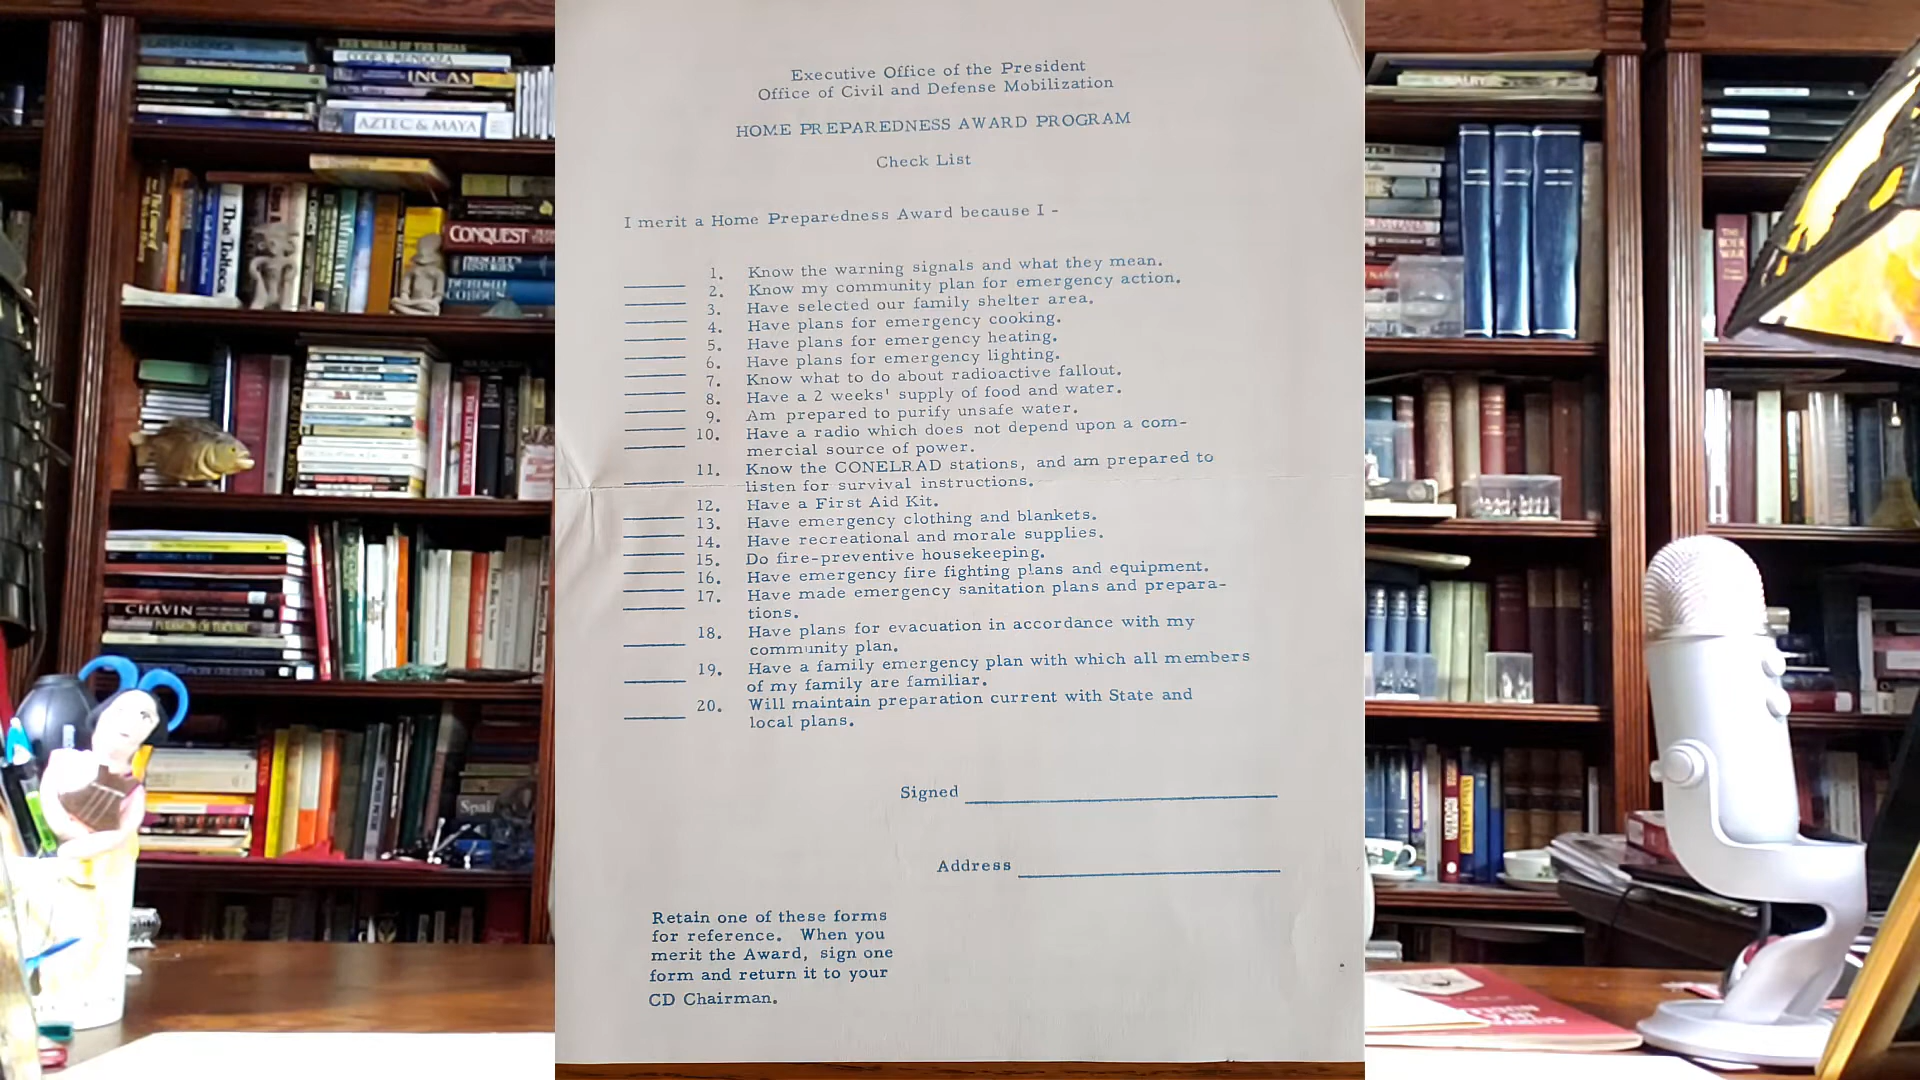 Executive Office of the President
Office of Civil and Defense Mobilization
HOME PREPAREDNESS AWARD PROGRAM
Check List
I merit a Home Preparedness Award because I -
1. Know the warning signals and what they mean.
2. Know my community plan for emergency action.
3. Have selected our family shelter area.
4. Have plans for emergency cooking.
5. Have plans for emergency heating.
6. Have plans for emergency lighting.
7. Know what to do about radioactive fallout.
8. Have a 2 weeks' supply of food and water.
9. Am prepared to purify unsafe water.
10. Have a radio which does not depend upon a com-
mercial source of power.
11. Know the CONELRAD stations, and am prepared to
listen for survival instructions.
12. Have a First Aid Kit.
13. Have emergency clothing and blankets.
14. Have recreational and morale supplies.
15. Do fire-preventive housekeeping.
16. Have emergency fire fighting plans and equipment.
17. Have made emergency sanitation plans and prepara-
tions.
18. Have plans for evacuation in accordance with my
community plan.
19. Have a family emergency plan with which all members
of my family are familiar.
20. Will maintain preparation current with State and
local plans.
Signed
Address
Retain one of these forms
for reference. When you
merit the Award, sign one
form and return it to your
CD Chairman.
THE WORLD OF THE INCAS
CODEX MENDOZA
INCAS
AZTEC & MAYA
The Toltecs
CONQUEST
CHAVIN